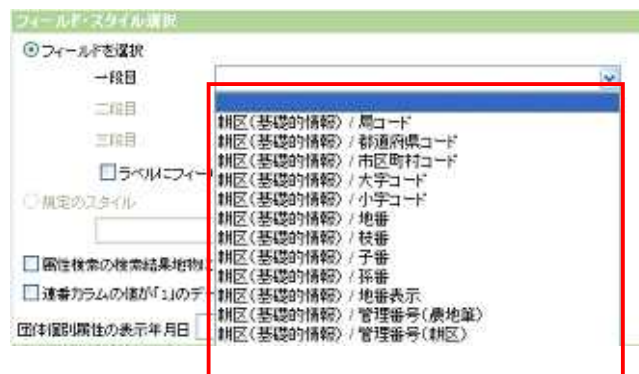 フィールド・スタイル選択
フィールドを選択
一段目
二段目
三段目
ラベルにフィー
規定のスタイル
属性検索の検索結果地物
連番カラムの値が「1」のデー
団体個別属性の表示年月日
耕区(基礎的情報) / 局コード
耕区(基礎的情報) / 都道府県コード
耕区(基礎的情報) / 市区町村コード
耕区(基礎的情報) / 大字コード
耕区(基礎的情報) / 小字コード
耕区(基礎的情報) / 地番
耕区(基礎的情報) / 枝番
耕区(基礎的情報) / 子番
耕区(基礎的情報) / 孫番
耕区(基礎的情報) / 地番表示
耕区(基礎的情報) / 管理番号(農地筆)
耕区(基礎的情報) / 管理番号(耕区)